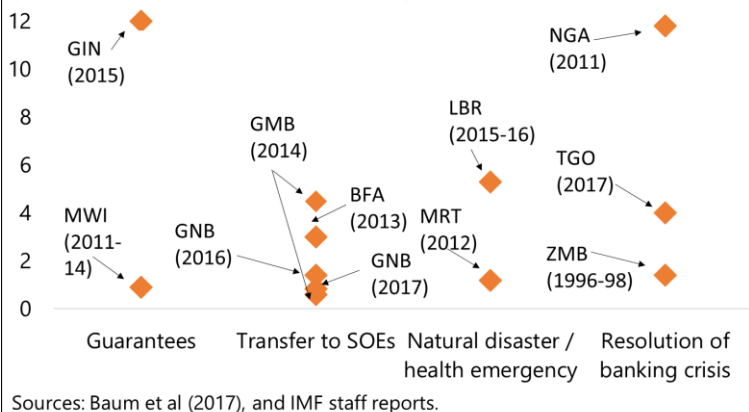 12
10
8
6
4
2
0
GIN
(2015)
MWI
(2011-
14)
GMB
(2014)
GNB
(2016)
BFA
(2013)
GNB
(2017)
LBR
(2015-16)
MRT
(2012)
NGA
(2011)
TGO
(2017)
ZMB
(1996-98)
Guarantees
Transfer to SOEs
Natural disaster /
health emergency
Resolution of
banking crisis
Sources: Baum et al (2017), and IMF staff reports.